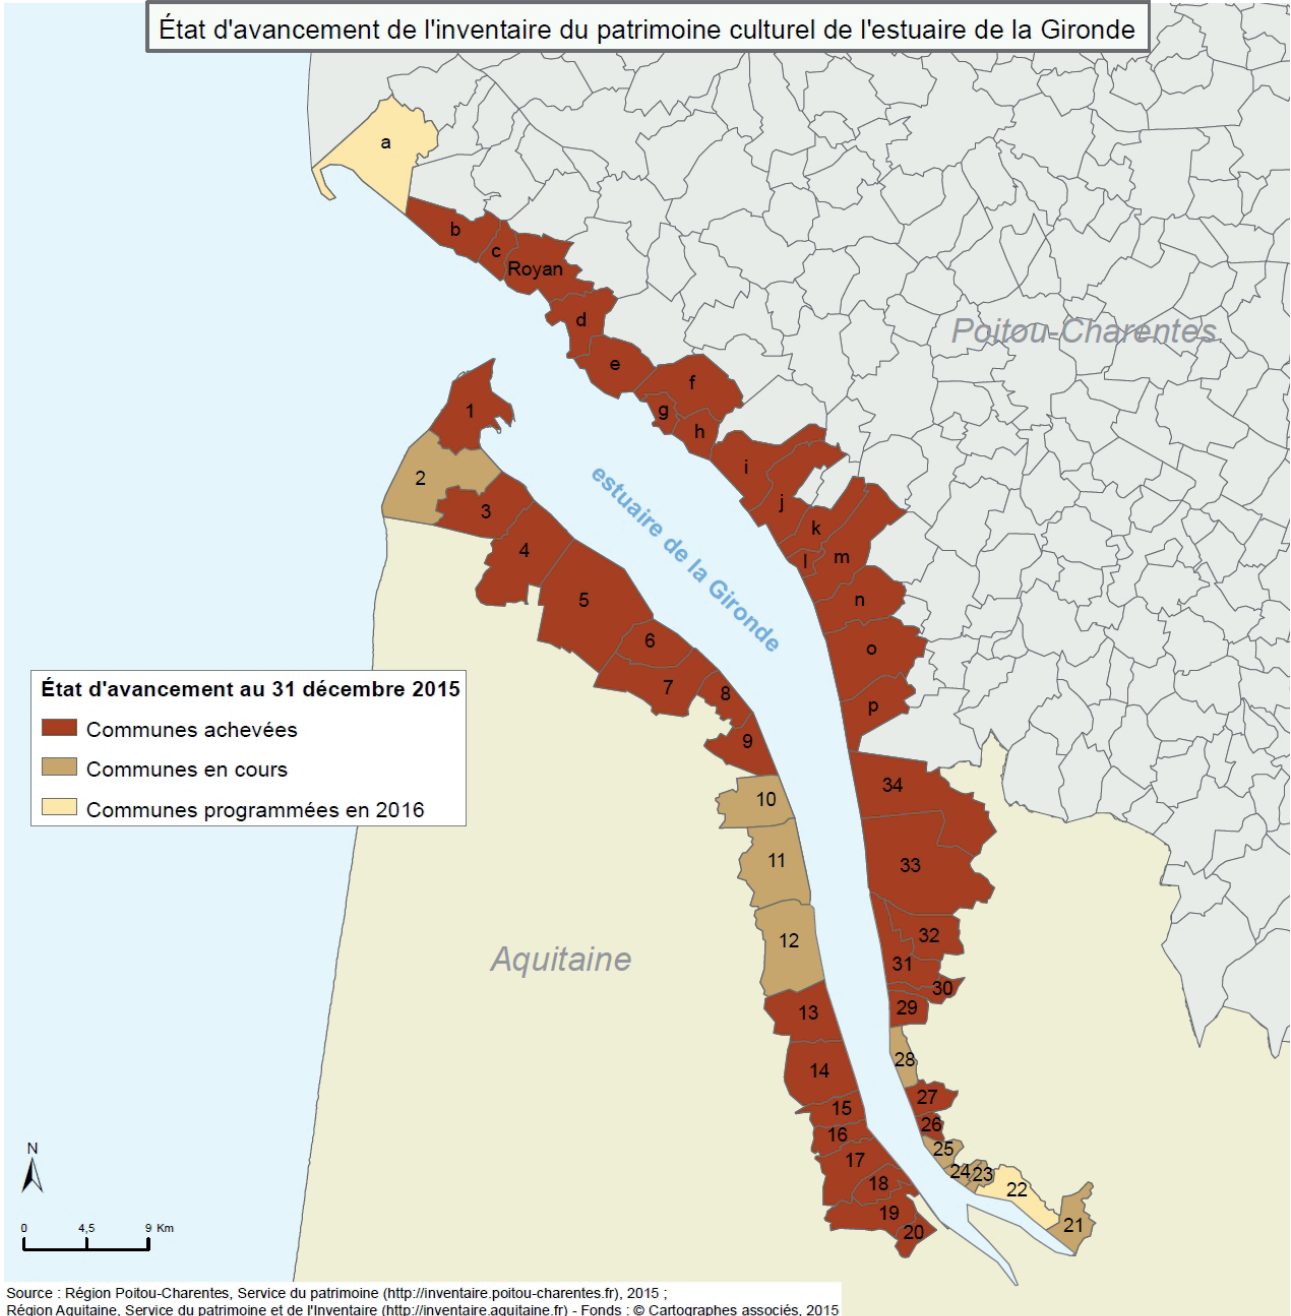 État d'avancement de l'inventaire du patrimoine culturel de l'estuaire de la Gironde
a
b
c
Royan
d
Poitou-Charentes
e
f
1
g
h
i
2
estuaire de la Gironde
3
j
k
4
l
m
5
n
6
o
État d'avancement au 31 décembre 2015
Communes achevées
Communes en cours
Communes programmées en 2016
7
8
p
9
34
10
11
33
12
32
Aquitaine
31
30
13
29
28
14
27
15
26
16
25
17
24
23
18
22
19
21
20
N
0 4,5 9 Km
Source : Région Poitou-Charentes, Service du patrimoine (http://inventaire.poitou-charentes.fr), 2015 ;
Région Aquitaine, Service du patrimoine et de l'Inventaire (http://inventaire.aquitaine.fr) - Fonds : © Cartographes associés, 2015